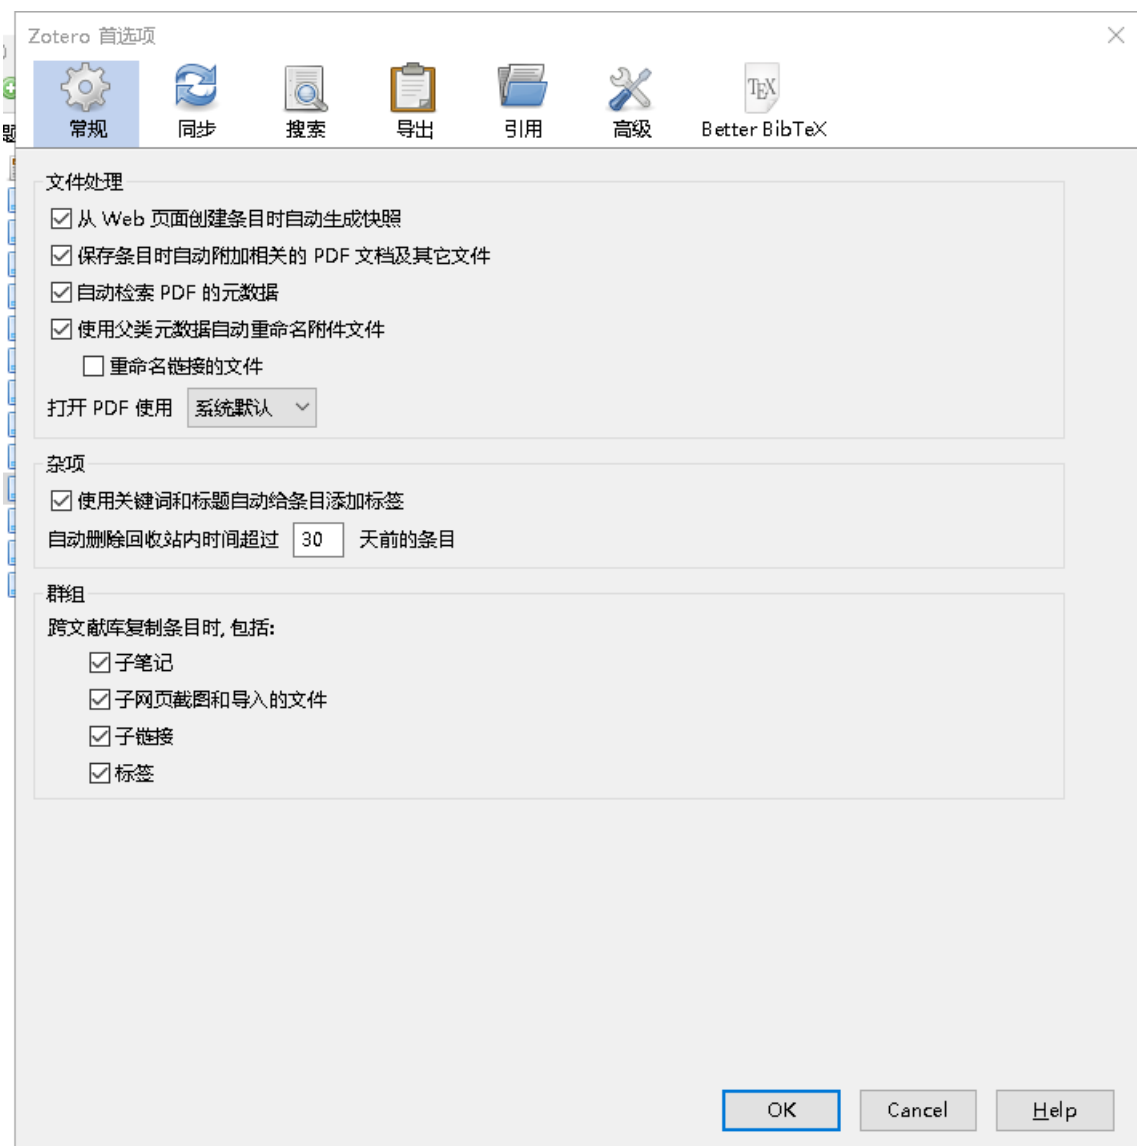 Zotero 首选项
常规 同步 搜索 导出 引用 高级 Better BibTeX
文件处理
从 Web 页面创建条目时自动生成快照
保存条目时自动附加相关的 PDF 文档及其它文件
自动检索 PDF 的元数据
使用父类元数据自动重命名附件文件
重命名链接的文件
打开 PDF 使用 系统默认
杂项
使用关键词和标题自动给条目添加标签
自动删除回收站内时间超过 30 天前的条目
群组
跨文献库复制条目时, 包括:
子笔记
子网页截图和导入的文件
子链接
标签
OK Cancel Help